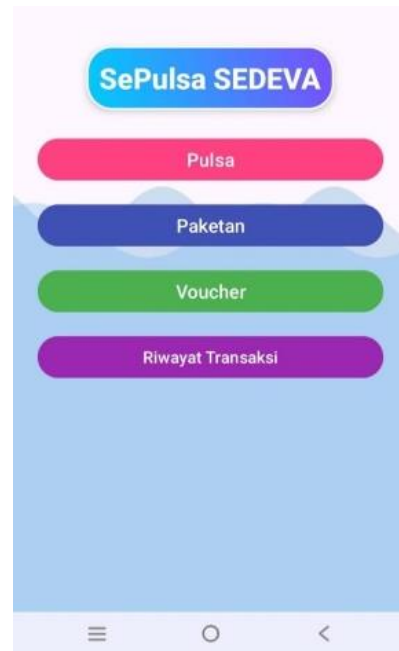 SePulsa SEDEVA
Pulsa
Paketan
Voucher
Riwayat Transaksi